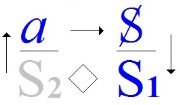 a → $
S2 ◇ S1